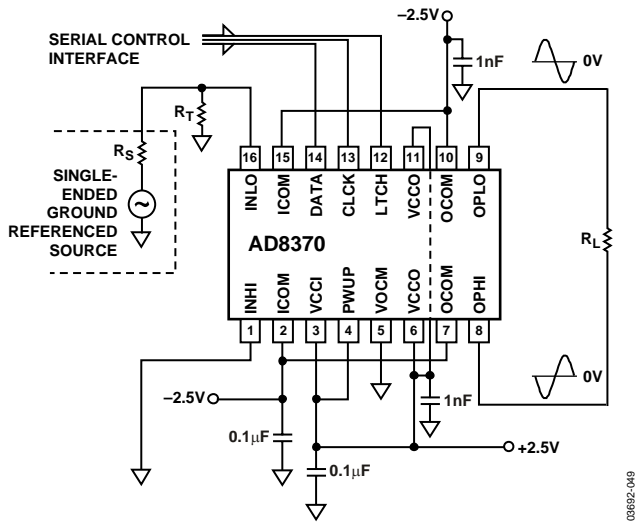 –2.5V
SERIAL CONTROL
INTERFACE
1nF
0V
RT
RS
16 15 14 13 12 11 10 9
INLO ICOM DATA CLCK LTCH VCCO OCOM OPLO
SINGLE-
ENDED
GROUND
REFERENCED
SOURCE
~
AD8370
RL
INHI ICOM VCCI PWUP VOCM VCCO OCOM OPHI
1 2 3 4 5 6 7 8
0V
–2.5V
1nF
0.1µF
+2.5V
0.1µF
03692-049